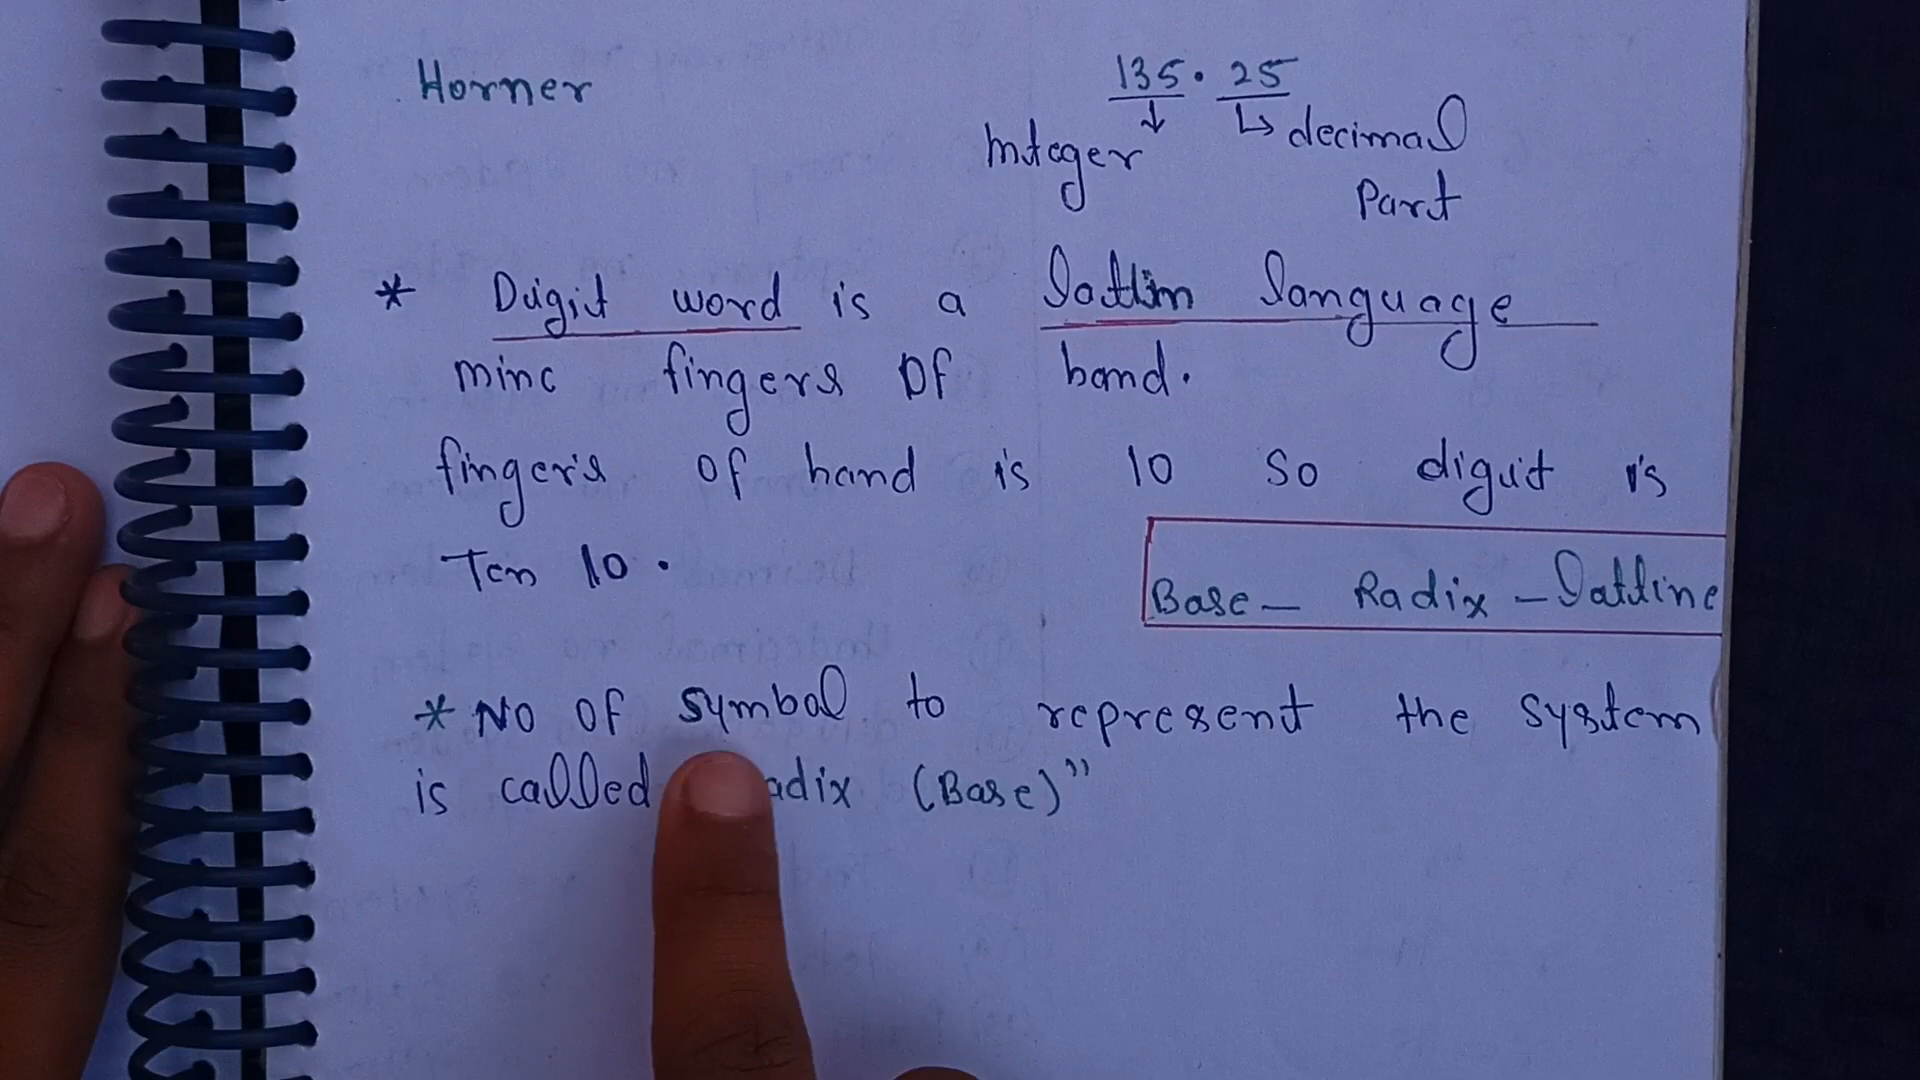 Horner
135.25
Integer
decimal
Part
* Digit word is a lattin language
minc fingers of hand.
fingers of hand is 10 so digit is
Ten 10.
Base - Radix - lattine
* No of symbol to represent the system
is called adix (Base)"